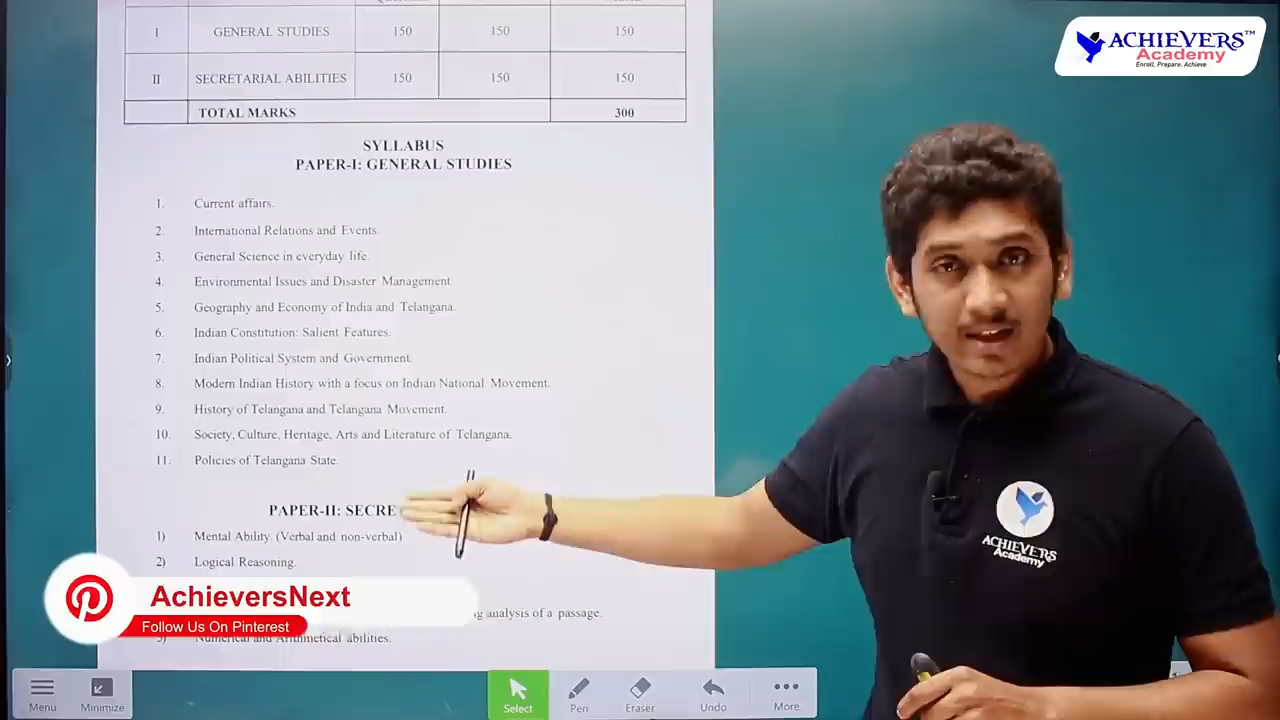 I GENERAL STUDIES 150 150 150
II SECRETARIAL ABILITIES 150 150 150
TOTAL MARKS 300
SYLLABUS
PAPER-I: GENERAL STUDIES
1. Current affairs.
2. International Relations and Events.
3. General Science in everyday life.
4. Environmental Issues and Disaster Management
5. Geography and Economy of India and Telangana.
6. Indian Constitution: Salient Features.
7. Indian Political System and Government.
8. Modern Indian History with a focus on Indian National Movement.
9. History of Telangana and Telangana Movement.
10. Society, Culture, Heritage, Arts and Literature of Telangana.
11. Policies of Telangana State.
PAPER-II: SECRE
1) Mental Ability. (Verbal and non-verbal)
2) Logical Reasoning.
analysis of a passage.
Numerical and Arithmetical abilities.
AchieversNext
Follow Us On Pinterest
Menu Minimize Select Pen Eraser Undo More
ACHIEVERS™
Academy
Enroll. Prepare. Achieve
ACHIEVERS
Academy